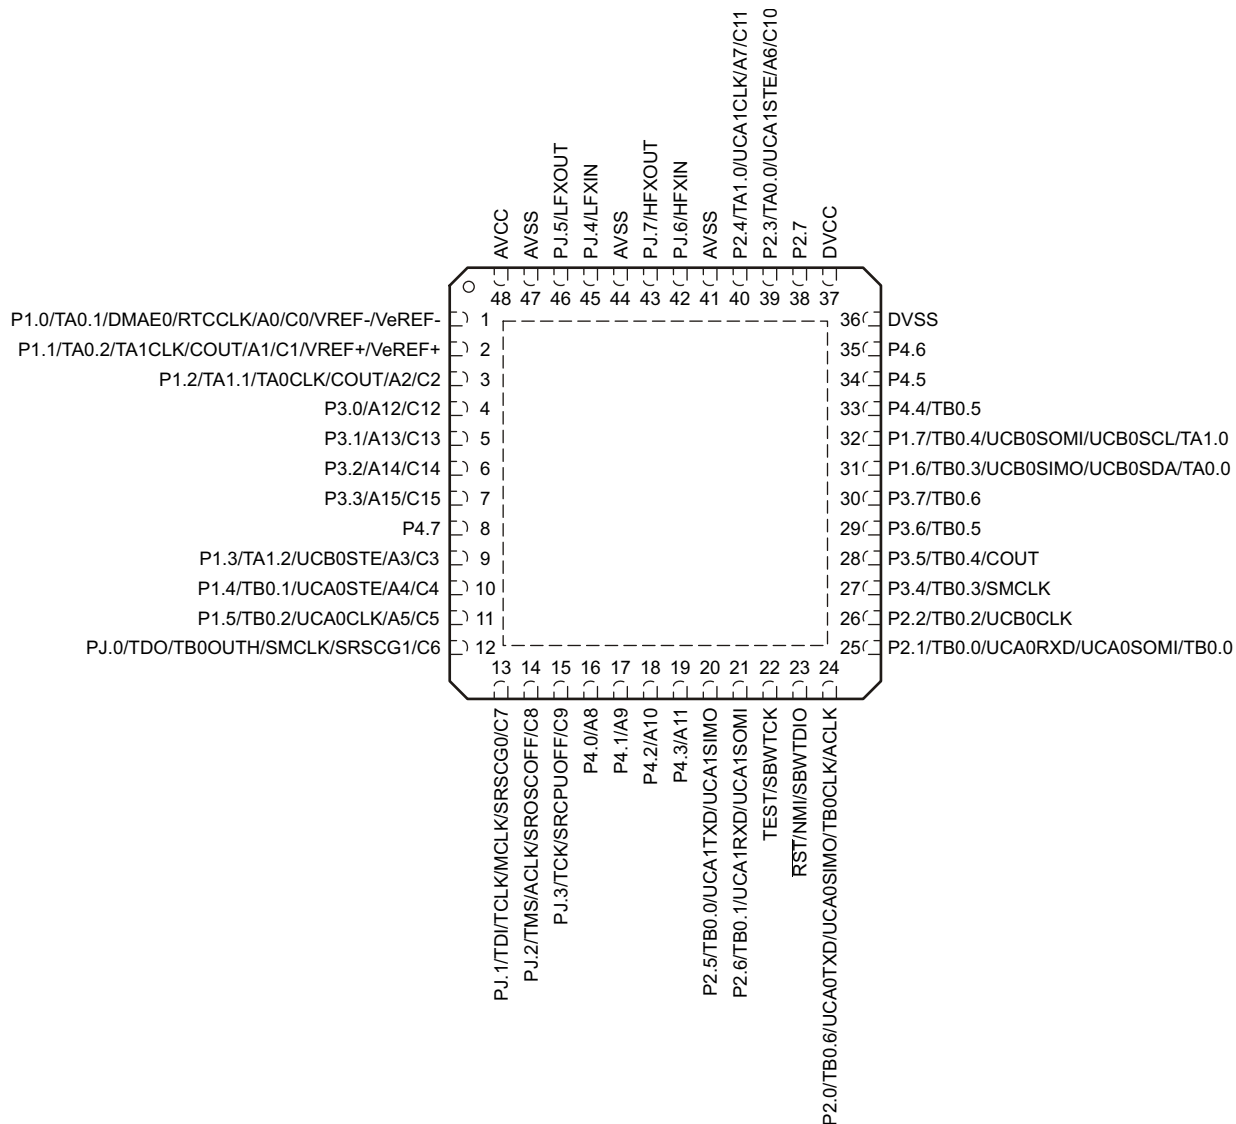 P2.4/TA1.0/UCA1CLK/A7/C11
P2.3/TA0.0/UCA1STE/A6/C10
AVCC
AVSS
PJ.5/LFXOUT
PJ.4/LFXIN
AVSS
PJ.7/HFXOUT
PJ.6/HFXIN
AVSS
P2.7
DVCC
48 47 46 45 44 43 42 41 40 39 38 37
P1.0/TA0.1/DMAE0/RTCCLK/A0/C0/VREF-/VeREF- 1
P1.1/TA0.2/TA1CLK/COUT/A1/C1/VREF+/VeREF+ 2
P1.2/TA1.1/TA0CLK/COUT/A2/C2 3
P3.0/A12/C12 4
P3.1/A13/C13 5
P3.2/A14/C14 6
P3.3/A15/C15 7
P4.7 8
P1.3/TA1.2/UCB0STE/A3/C3 9
P1.4/TB0.1/UCA0STE/A4/C4 10
P1.5/TB0.2/UCA0CLK/A5/C5 11
PJ.0/TDO/TB0OUTH/SMCLK/SRSCG1/C6 12
36 DVSS
35 P4.6
34 P4.5
33 P4.4/TB0.5
32 P1.7/TB0.4/UCB0SOMI/UCB0SCL/TA1.0
31 P1.6/TB0.3/UCB0SIMO/UCB0SDA/TA0.0
30 P3.7/TB0.6
29 P3.6/TB0.5
28 P3.5/TB0.4/COUT
27 P3.4/TB0.3/SMCLK
26 P2.2/TB0.2/UCB0CLK
25 P2.1/TB0.0/UCA0RXD/UCA0SOMI/TB0.0
13 14 15 16 17 18 19 20 21 22 23 24
PJ.1/TDI/TCLK/MCLK/SRSCG0/C7
PJ.2/TMS/ACLK/SROSCOFF/C8
PJ.3/TCK/SRCPUOFF/C9
P4.0/A8
P4.1/A9
P4.2/A10
P4.3/A11
P2.5/TB0.0/UCA1TXD/UCA1SIMO
P2.6/TB0.1/UCA1RXD/UCA1SOMI
TEST/SBWTCK
RST/NMI/SBWTDIO
P2.0/TB0.6/UCA0TXD/UCA0SIMO/TB0CLK/ACLK